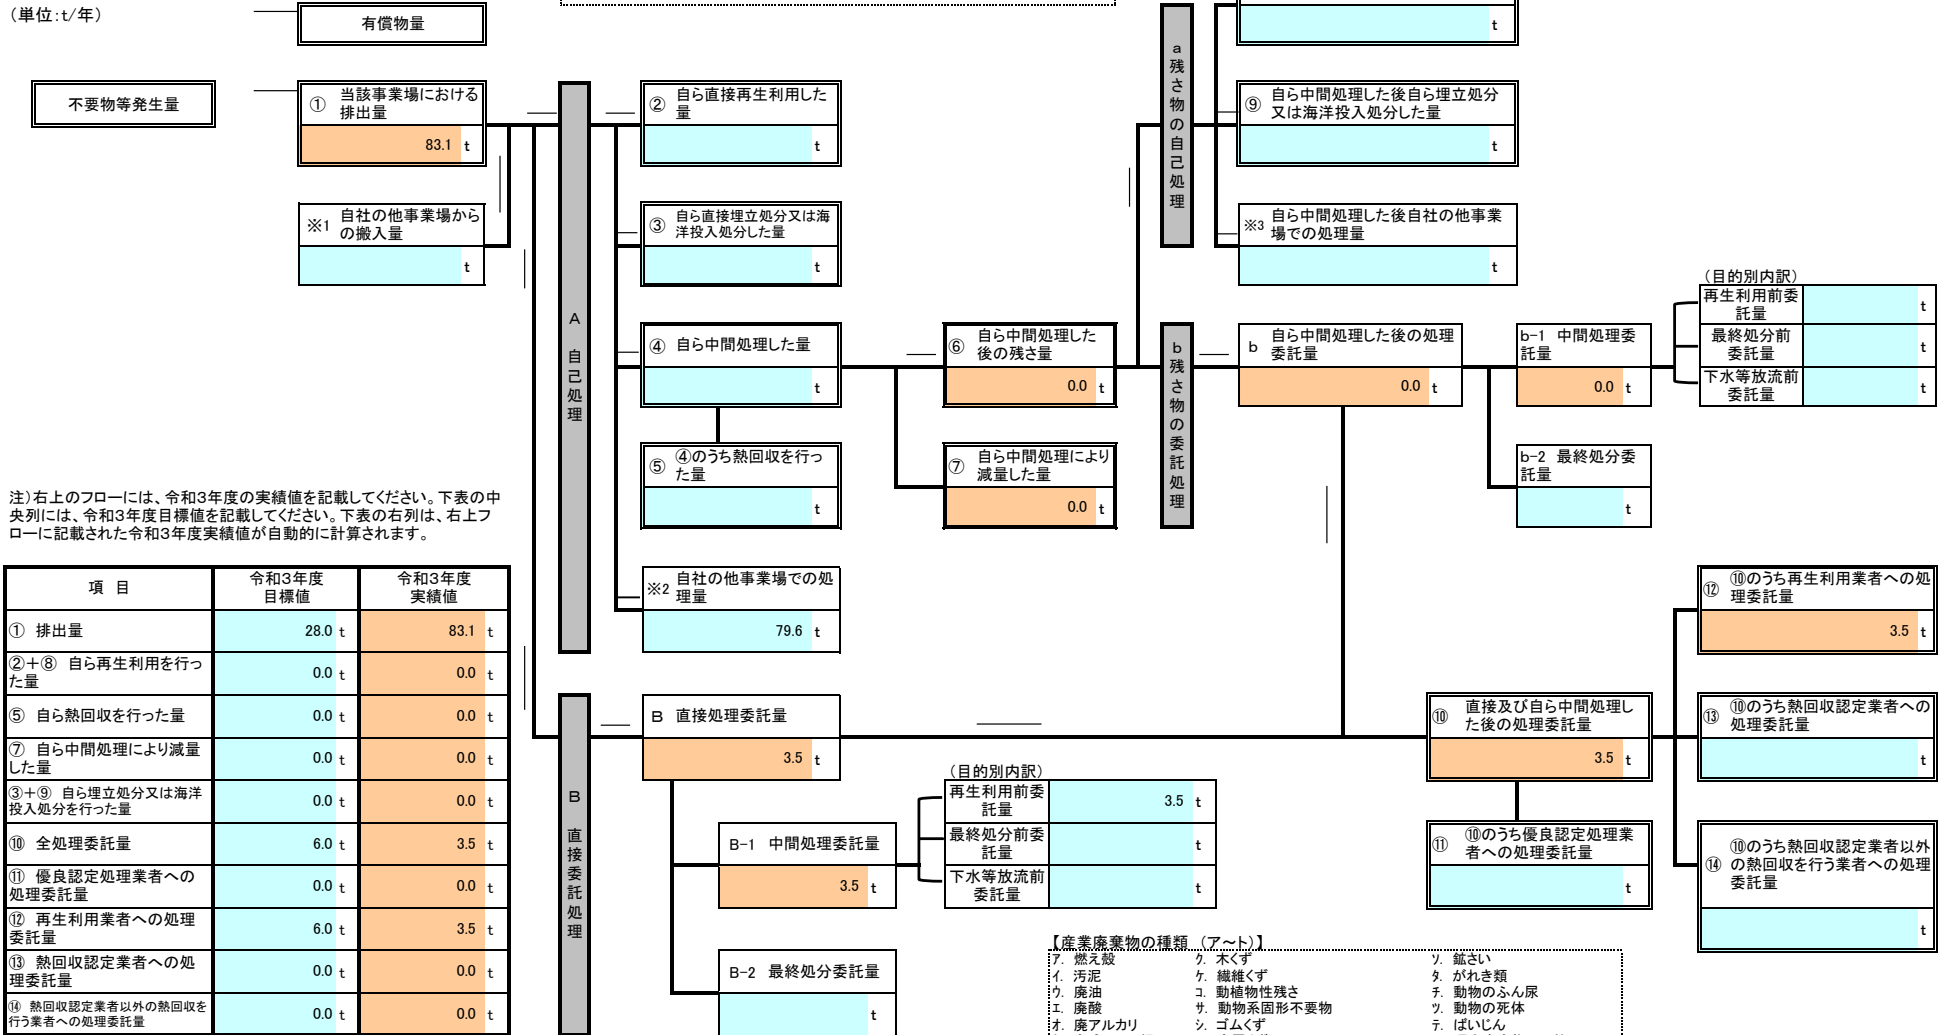 （単位：t／年）
有償物量
t
不要物等発生量
① 当該事業場における
排出量
83.1 t
② 自ら直接再生利用した
量
t
a 残さ物の自己処理
⑨ 自ら中間処理した後自ら埋立処分
又は海洋投入処分した量
t
※1 自社の他事業場から
の搬入量
t
③ 自ら直接埋立処分又は海
洋投入処分した量
t
※3 自ら中間処理した後自社の他事業
場での処理量
t
A 自己処理
④ 自ら中間処理した量
t
⑥ 自ら中間処理した
後の残さ量
0.0 t
b 残さ物の委託処理
b 自ら中間処理した後の処理
委託量
0.0 t
b-1 中間処理委
託量
0.0 t
（目的別内訳）
再生利用前委
託量
t
最終処分前
委託量
t
下水等放流前
委託量
t
⑤ ④のうち熱回収を行っ
た量
t
⑦ 自ら中間処理により
減量した量
0.0 t
b-2 最終処分委
託量
t
注）右上のフローには、令和3年度の実績値を記載してください。下表の中
央列には、令和3年度目標値を記載してください。下表の右列は、右上フ
ローに記載された令和3年度実績値が自動的に計算されます。
※2 自社の他事業場での処
理量
79.6 t
項 目
令和3年度
目標値
令和3年度
実績値
① 排出量 28.0 t 83.1 t
②＋⑧ 自ら再生利用を行っ
た量 0.0 t 0.0 t
⑤ 自ら熱回収を行った量 0.0 t 0.0 t
⑦ 自ら中間処理により減量
した量 0.0 t 0.0 t
③＋⑨ 自ら埋立処分又は海洋
投入処分を行った量 0.0 t 0.0 t
⑩ 全処理委託量 6.0 t 3.5 t
⑪ 優良認定処理業者への
処理委託量 0.0 t 0.0 t
⑫ 再生利用業者への処理
委託量 6.0 t 3.5 t
⑬ 熱回収認定業者への処
理委託量 0.0 t 0.0 t
⑭ 熱回収認定業者以外の熱回収を
行う業者への処理委託量 0.0 t 0.0 t
B 直接委託処理
B 直接処理委託量
3.5 t
B-1 中間処理委託量
3.5 t
（目的別内訳）
再生利用前委
託量
3.5 t
最終処分前委
託量
t
下水等放流前
委託量
t
B-2 最終処分委託量
t
⑩ 直接及び自ら中間処理し
た後の処理委託量
3.5 t
⑪ ⑩のうち優良認定処理業
者への処理委託量
t
⑫ ⑩のうち再生利用業者への処
理委託量
3.5 t
⑬ ⑩のうち熱回収認定業者への
処理委託量
t
⑭ ⑩のうち熱回収認定業者以外
の熱回収を行う業者への処理
委託量
t
【産業廃棄物の種類 （ア～ト）】
ア. 燃え殻 ク. 木くず ソ. 鉱さい
イ. 汚泥 ケ. 繊維くず タ. がれき類
ウ. 廃油 コ. 動植物性残さ チ. 動物のふん尿
エ. 廃酸 サ. 動物系固形不要物 ツ. 動物の死体
オ. 廃アルカリ シ. ゴムくず テ. ばいじん